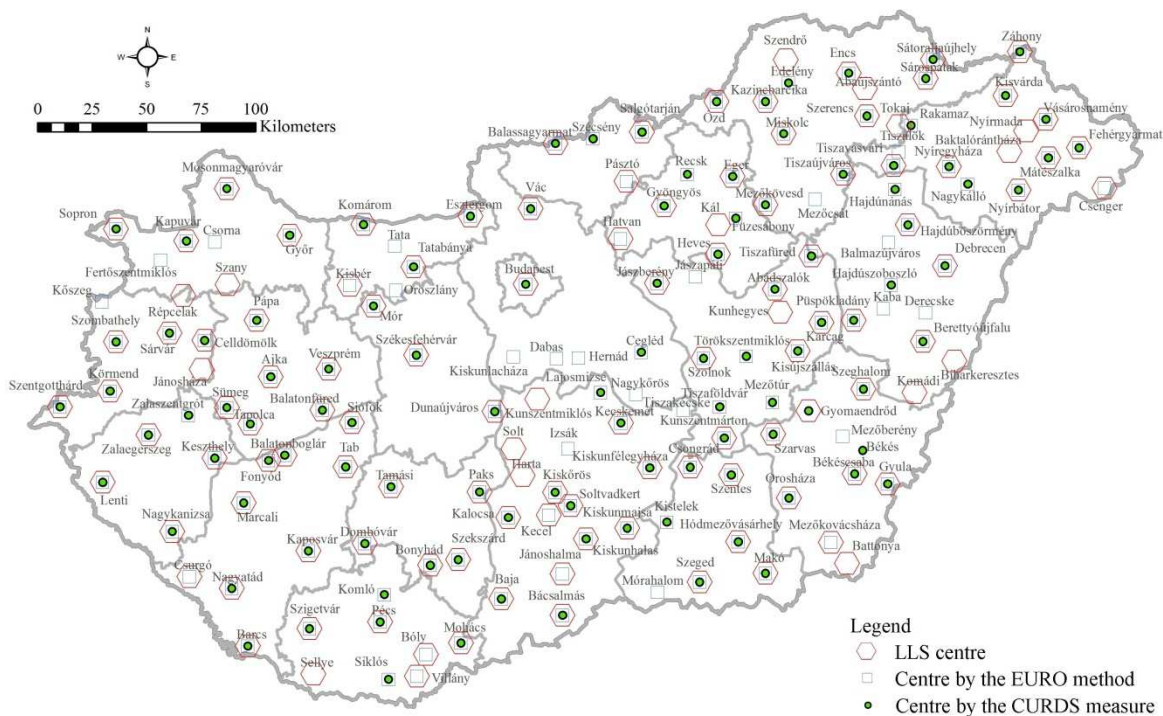 N
W E
S
0 25 50 75 100
Kilometers
Szendrő
Encs
Sátoraljaújhely
Záhony
Edelény
Abaújszántó
Sárospatak
Kisvárda
Kazincbarcika
Salgótarján
Ózd
Szerencs
Tokaj
Rakamaz
Nyírmada
Vásárosnamény
Balassagyarmat
Szécsény
Miskolc
Tiszalök
Baktalórántháza
Fehérgyarmat
Tiszavasvári
Nyíregyháza
Mosonmagyaróvár
Pásztó
Recsk
Eger
Tiszaújváros
Mátészalka
Vác
Gyöngyös
Mezőkövesd
Hajdúnánás
Nagykálló
Nyírbátor
Csenger
Sopron
Kapuvár
Komárom
Esztergom
Mezőcsát
Csorna
Győr
Tata
Hatvan
Kál
Füzesabony
Hajdúböszörmény
Tatabánya
Heves
Tiszafüred
Balmazújváros
Debrecen
Fertőszentmiklós
Szany
Kisbér
Budapest
Jászberény
Jászapáti
Abádszalók
Hajdúszoboszló
Kőszeg
Oroszlány
Kaba
Derecske
Répcelak
Pápa
Mór
Kunhegyes
Püspökladány
Szombathely
Sárvár
Celldömölk
Székesfehérvár
Cegléd
Törökszentmiklós
Karcag
Berettyóújfalu
Veszprém
Dabas
Hernád
Szolnok
Kisújszállás
Ajka
Kiskunlacháza
Lajosmizse
Nagykőrös
Szeghalom
Biharkeresztes
Körmend
Jánosháza
Tiszaföldvár
Mezőtúr
Komádi
Szentgotthárd
Zalaszentgrót
Sümeg
Balatonfüred
Siófok
Dunaújváros
Kunszentmiklós
Tiszakécske
Gyomaendrőd
Tapolca
Kecskemét
Kunszentmárton
Mezőberény
Zalaegerszeg
Keszthely
Balatonboglár
Solt
Izsák
Békés
Fonyód
Tab
Kiskunfélegyháza
Csongrád
Szarvas
Békéscsaba
Harta
Gyula
Lenti
Tamási
Paks
Kiskőrös
Szentes
Orosháza
Marcali
Soltvadkert
Kistelek
Nagykanizsa
Kalocsa
Kiskunmajsa
Hódmezővásárhely
Mezőkovácsháza
Dombóvár
Kecel
Kaposvár
Bonyhád
Szekszárd
Kiskunhalas
Battonya
Csurgó
Jánoshalma
Szeged
Makó
Nagyatád
Komló
Mórahalom
Szigetvár
Baja
Bácsalmás
Pécs
Barcs
Bóly
Mohács
Sellye
Siklós
Villány
Legend
LLS centre
Centre by the EURO method
Centre by the CURDS measure